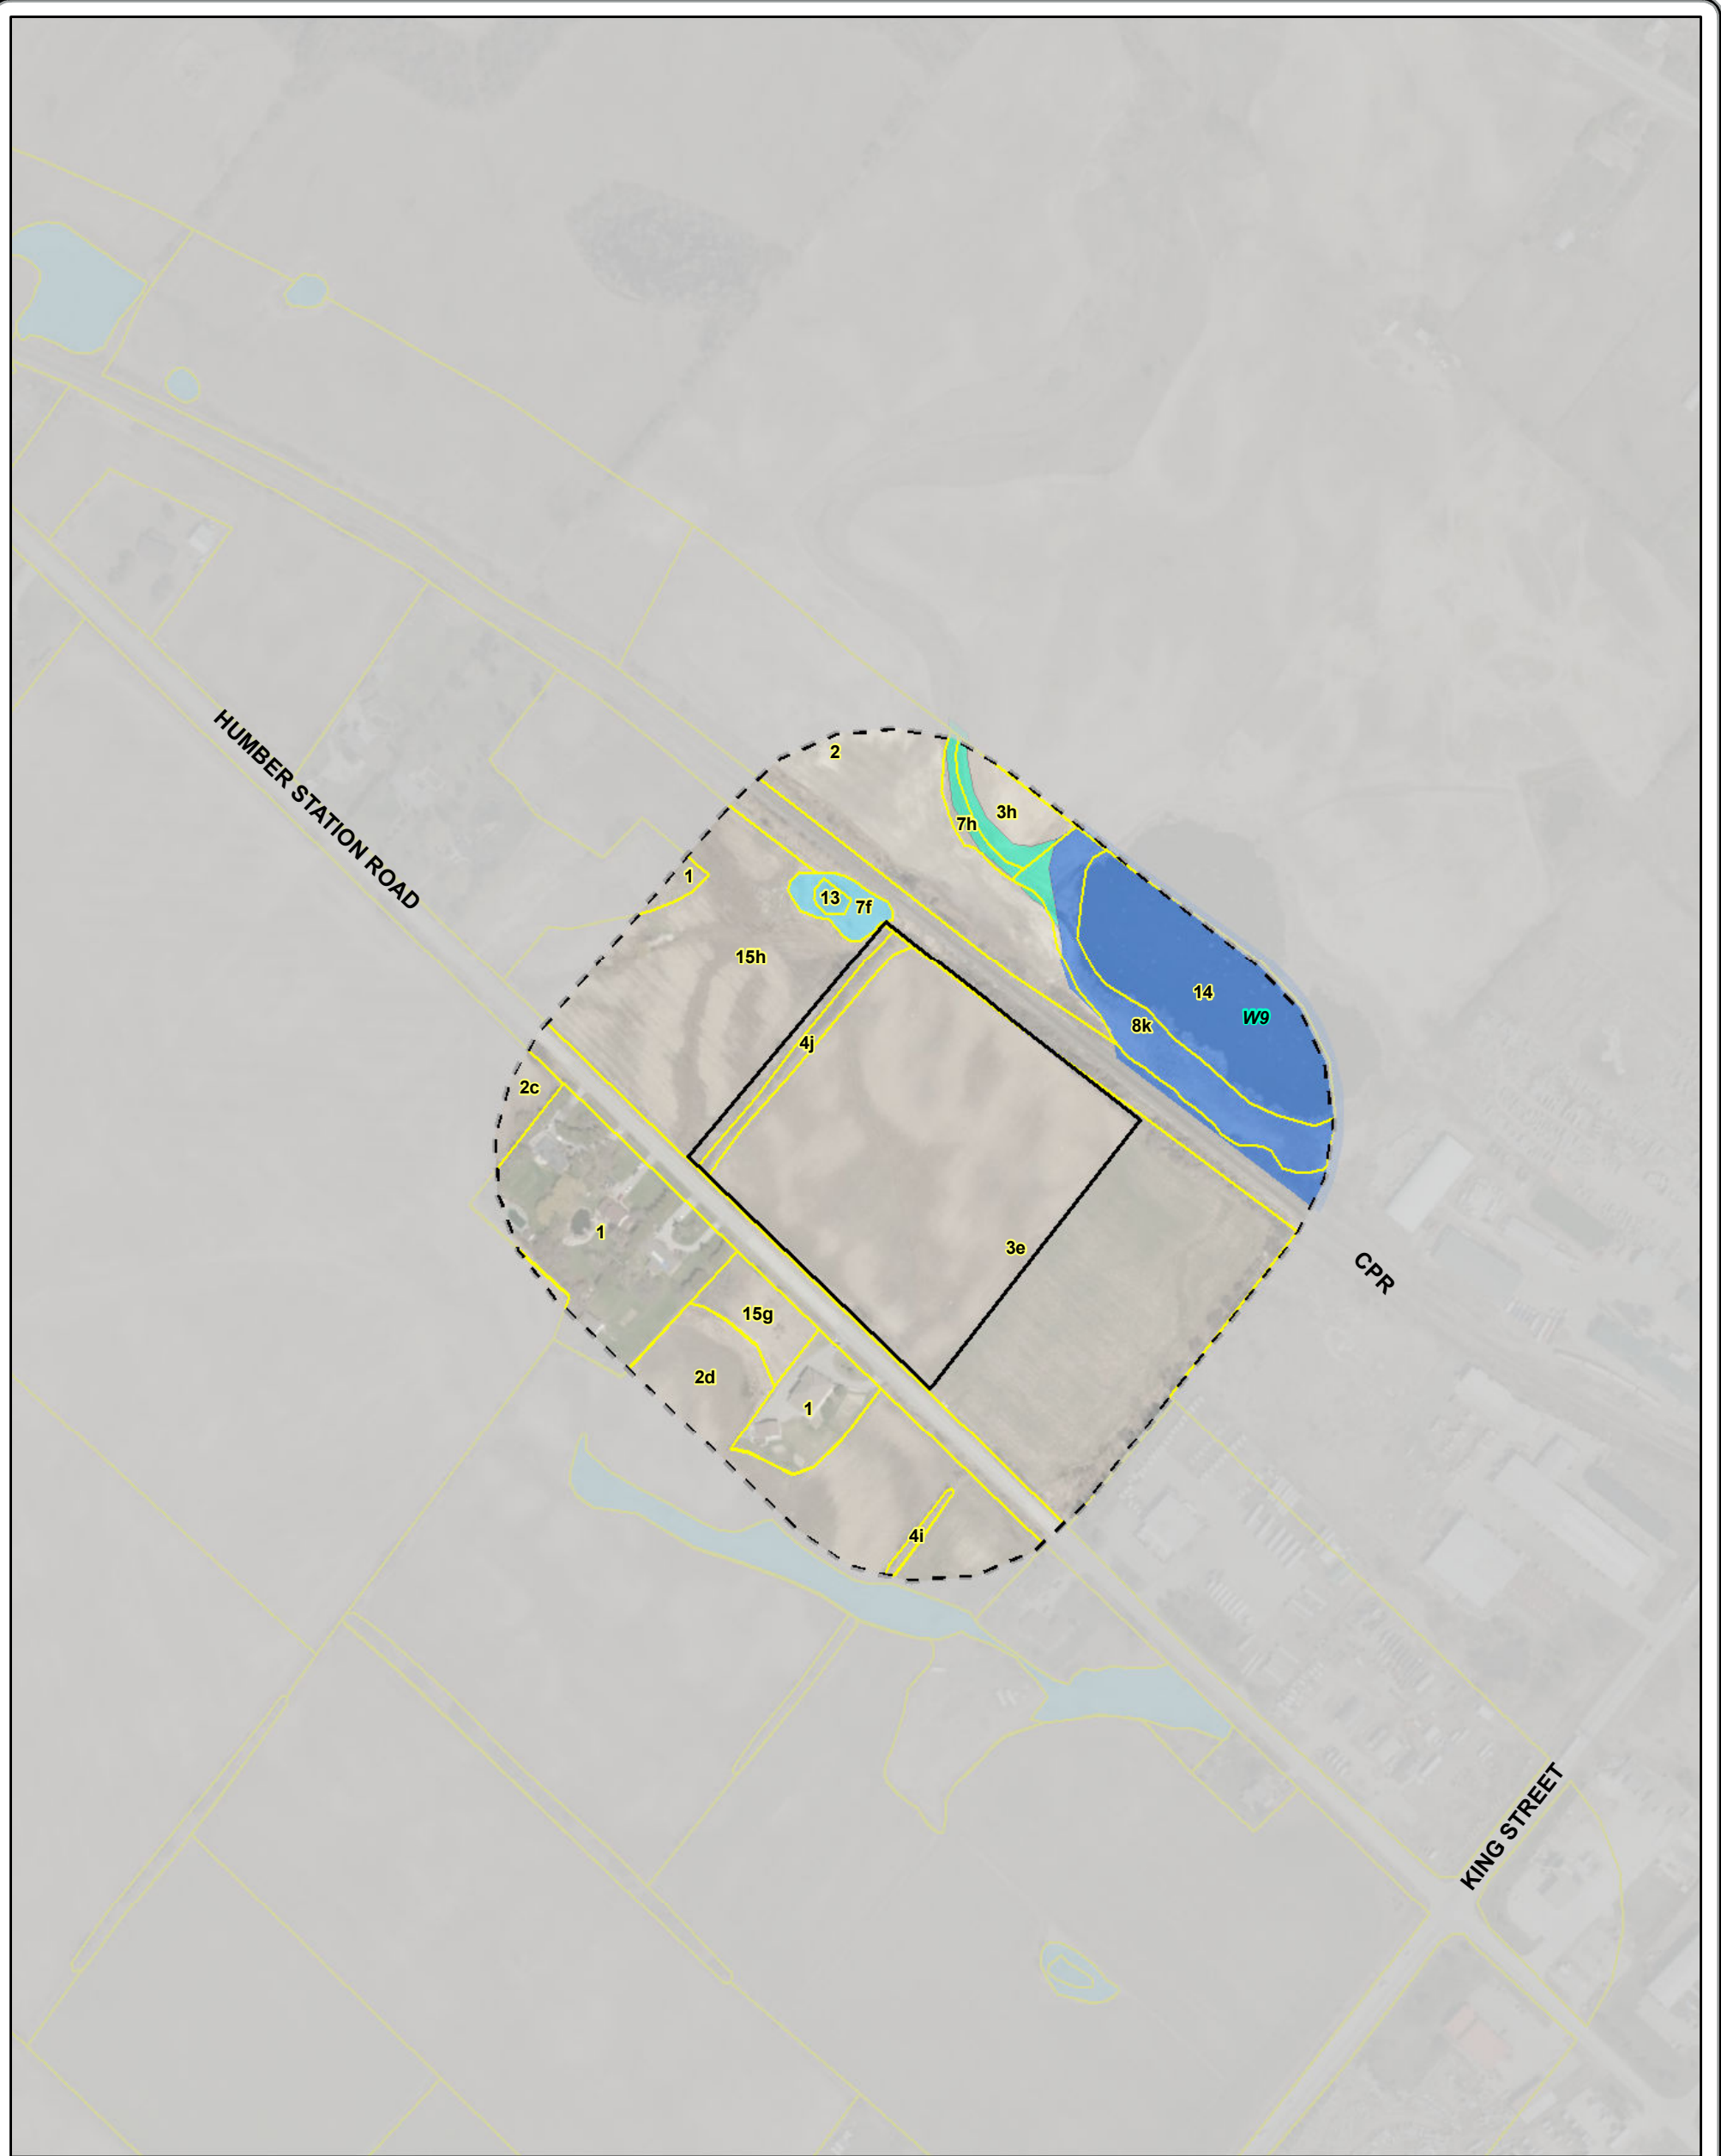 HUMBER STATION ROAD
2
3h
7h
1
13
7f
15h
14
W9
8k
4j
2c
1
3e
CPR
15g
2d
1
4i
KING STREET